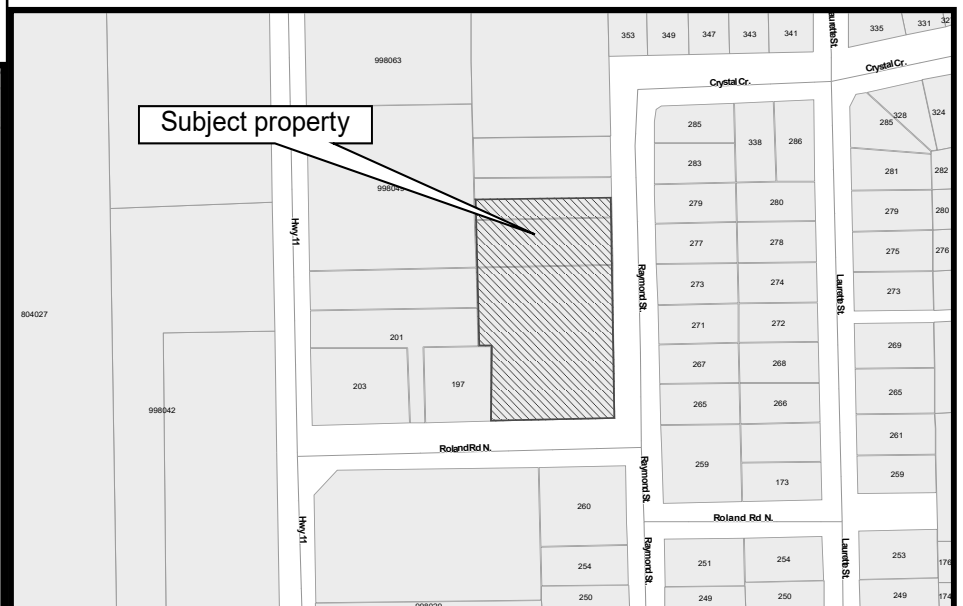 353 349 347 343 341
Laurette St.
335 331
998063
Crystal Cr.
Crystal Cr.
Subject property
285
338
286
285
328
324
283
281 282
279 280
279 280
Hwy.11
277 278
275 276
Raymond St.
273 274
Laurette St.
273
804027
271 272
201
269
267 268
203 197
265
998042
265 266
261
Roland Rd N.
259
259
173
Raymond St.
260
Roland Rd N.
Hwy.11
254
Raymond St.
251 254
Laurette St.
253
176
250
249 250
249
174